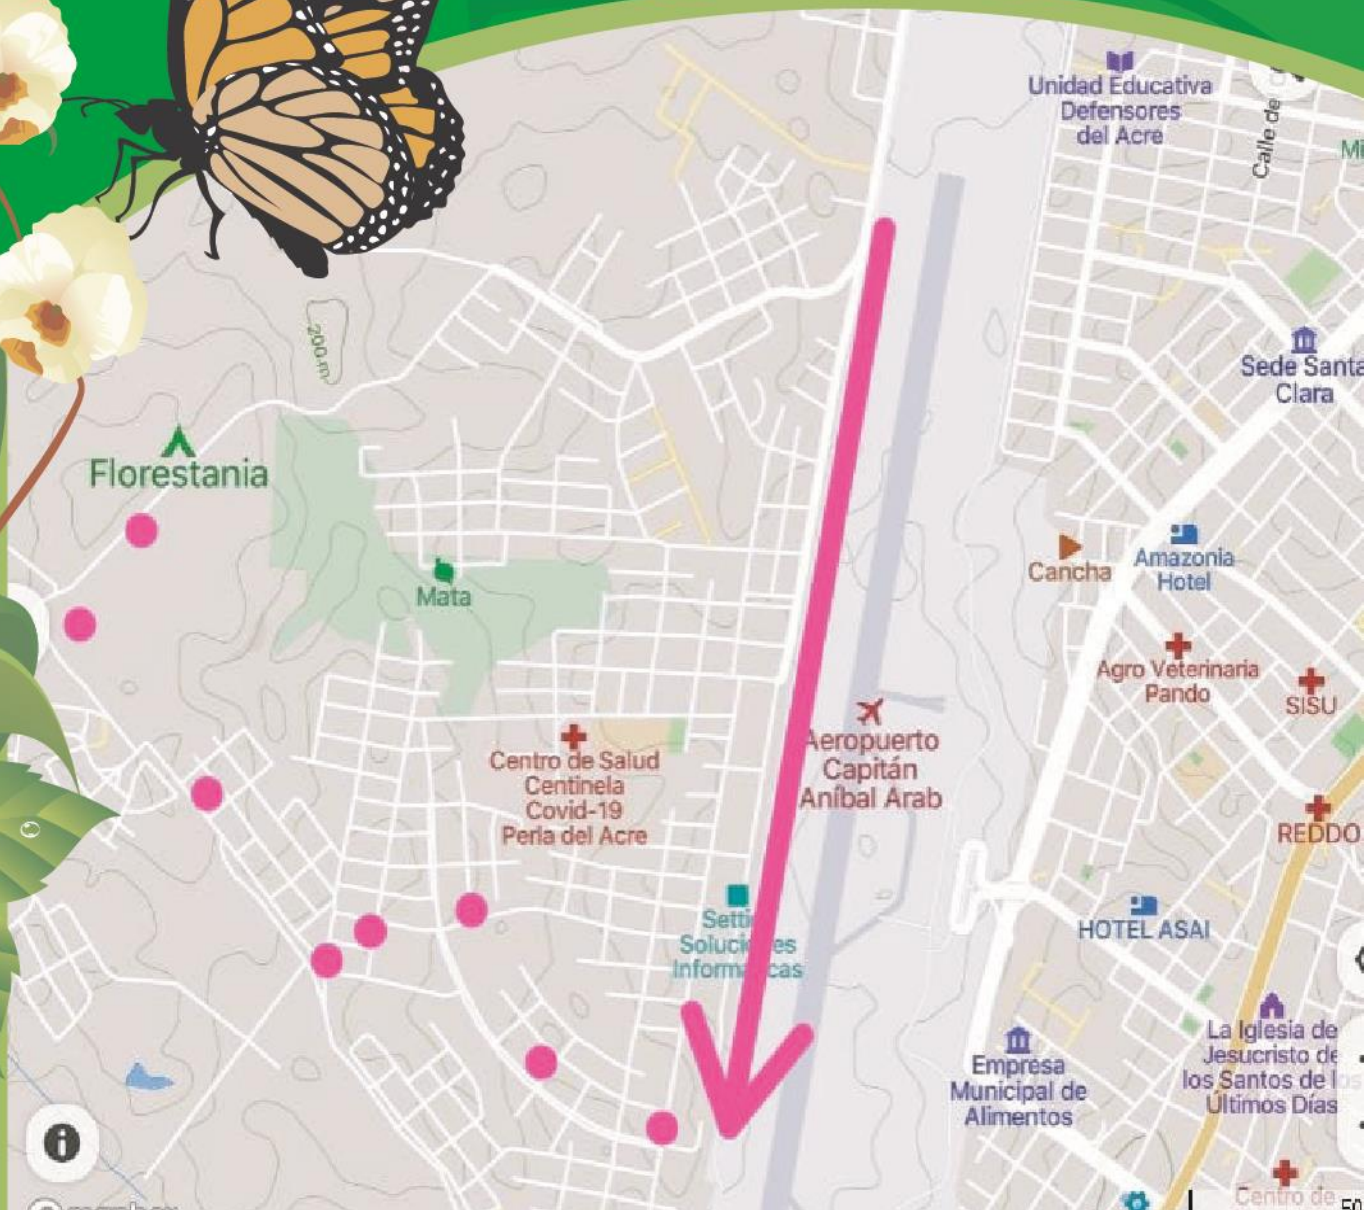 Unidad Educativa
Defensores
del Acre
Calle de
200 m
Sede Santa
Clara
Florestania
Cancha
Amazonia
Hotel
Mata
Agro Veterinaria
Pando
SISU
Aeropuerto
Capitán
Aníbal Arab
Centro de Salud
Centinela
Covid-19
Perla del Acre
REDDO
HOTEL ASAI
La Iglesia de
Jesucristo de
los Santos de los
Últimos Días
Empresa
Municipal de
Alimentos
Centro de